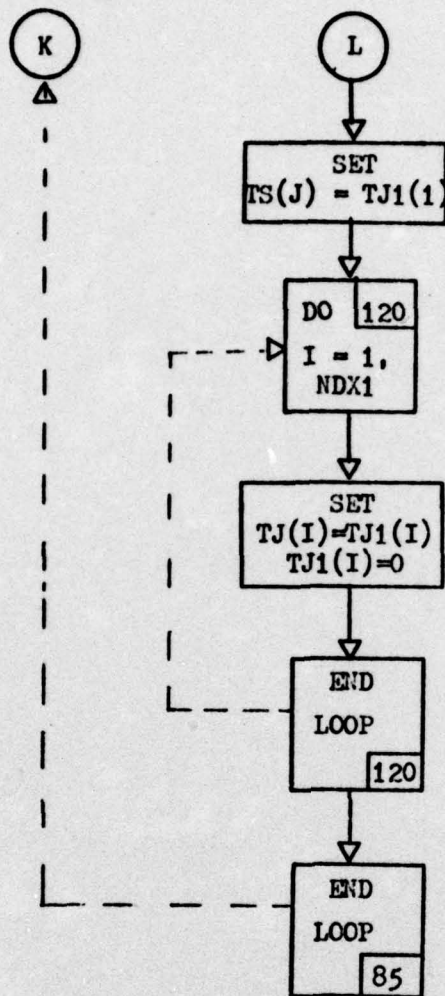 K
L
SET
TS(J) = TJ1(1)
DO 120
I = 1,
NDX1
SET
TJ(I)=TJ1(I)
TJ1(I)=0
END
LOOP
120
END
LOOP
85